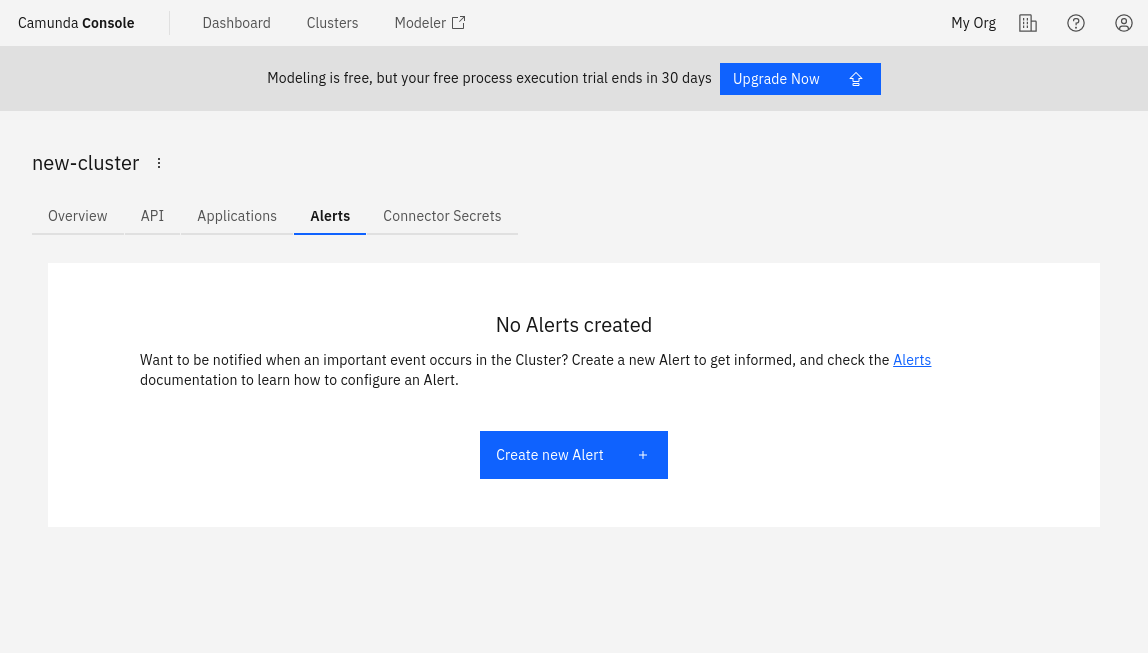 Camunda Console Dashboard Clusters Modeler My Org
Modeling is free, but your free process execution trial ends in 30 days Upgrade Now
new-cluster
Overview API Applications Alerts Connector Secrets
No Alerts created
Want to be notified when an important event occurs in the Cluster? Create a new Alert to get informed, and check the Alerts
documentation to learn how to configure an Alert.
Create new Alert +